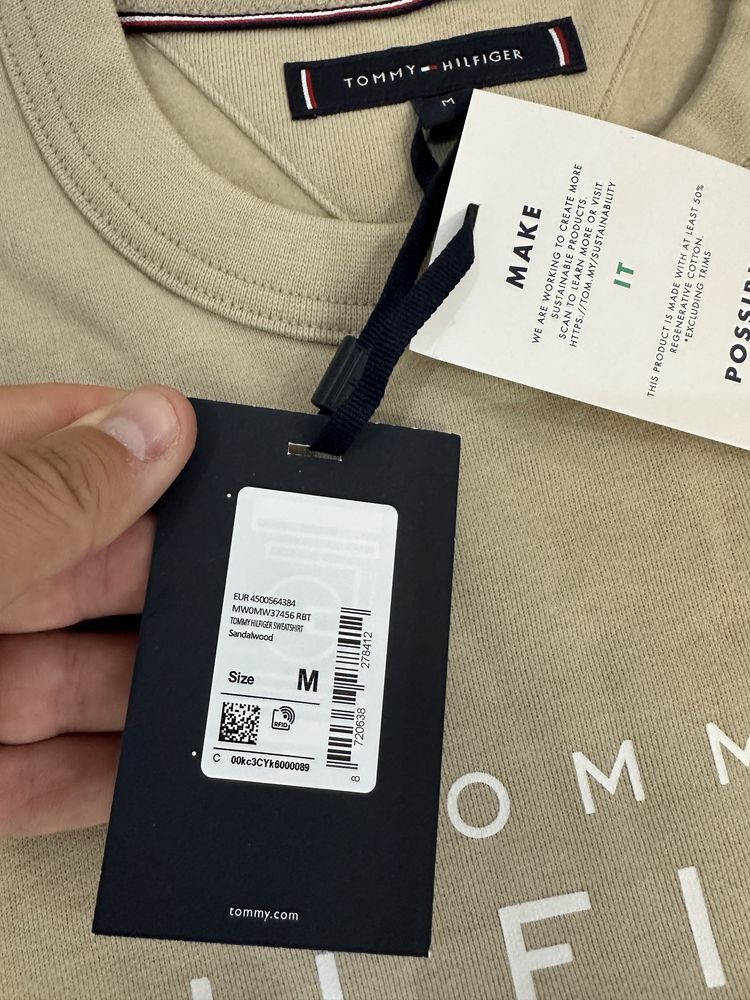 TOMMY HILFIGER
M
MAKE
WE ARE WORKING TO CREATE MORE
SUSTAINABLE PRODUCTS.
SCAN TO LEARN MORE OR VISIT
HTTPS://TOM.MY/SUSTAINABILITY
IT
THIS PRODUCT IS MADE WITH AT LEAST 50%
REGENERATIVE COTTON.
*EXCLUDING TRIMS
POSSIB
EUR 4500564384
MW0MW37456 RBT
TOMMY HILFIGER SWEATSHIRT
Sandalwood
Size M
RFID
C 00kc3CYk6000089
8 720638 278412
tommy.com
OMM
FI